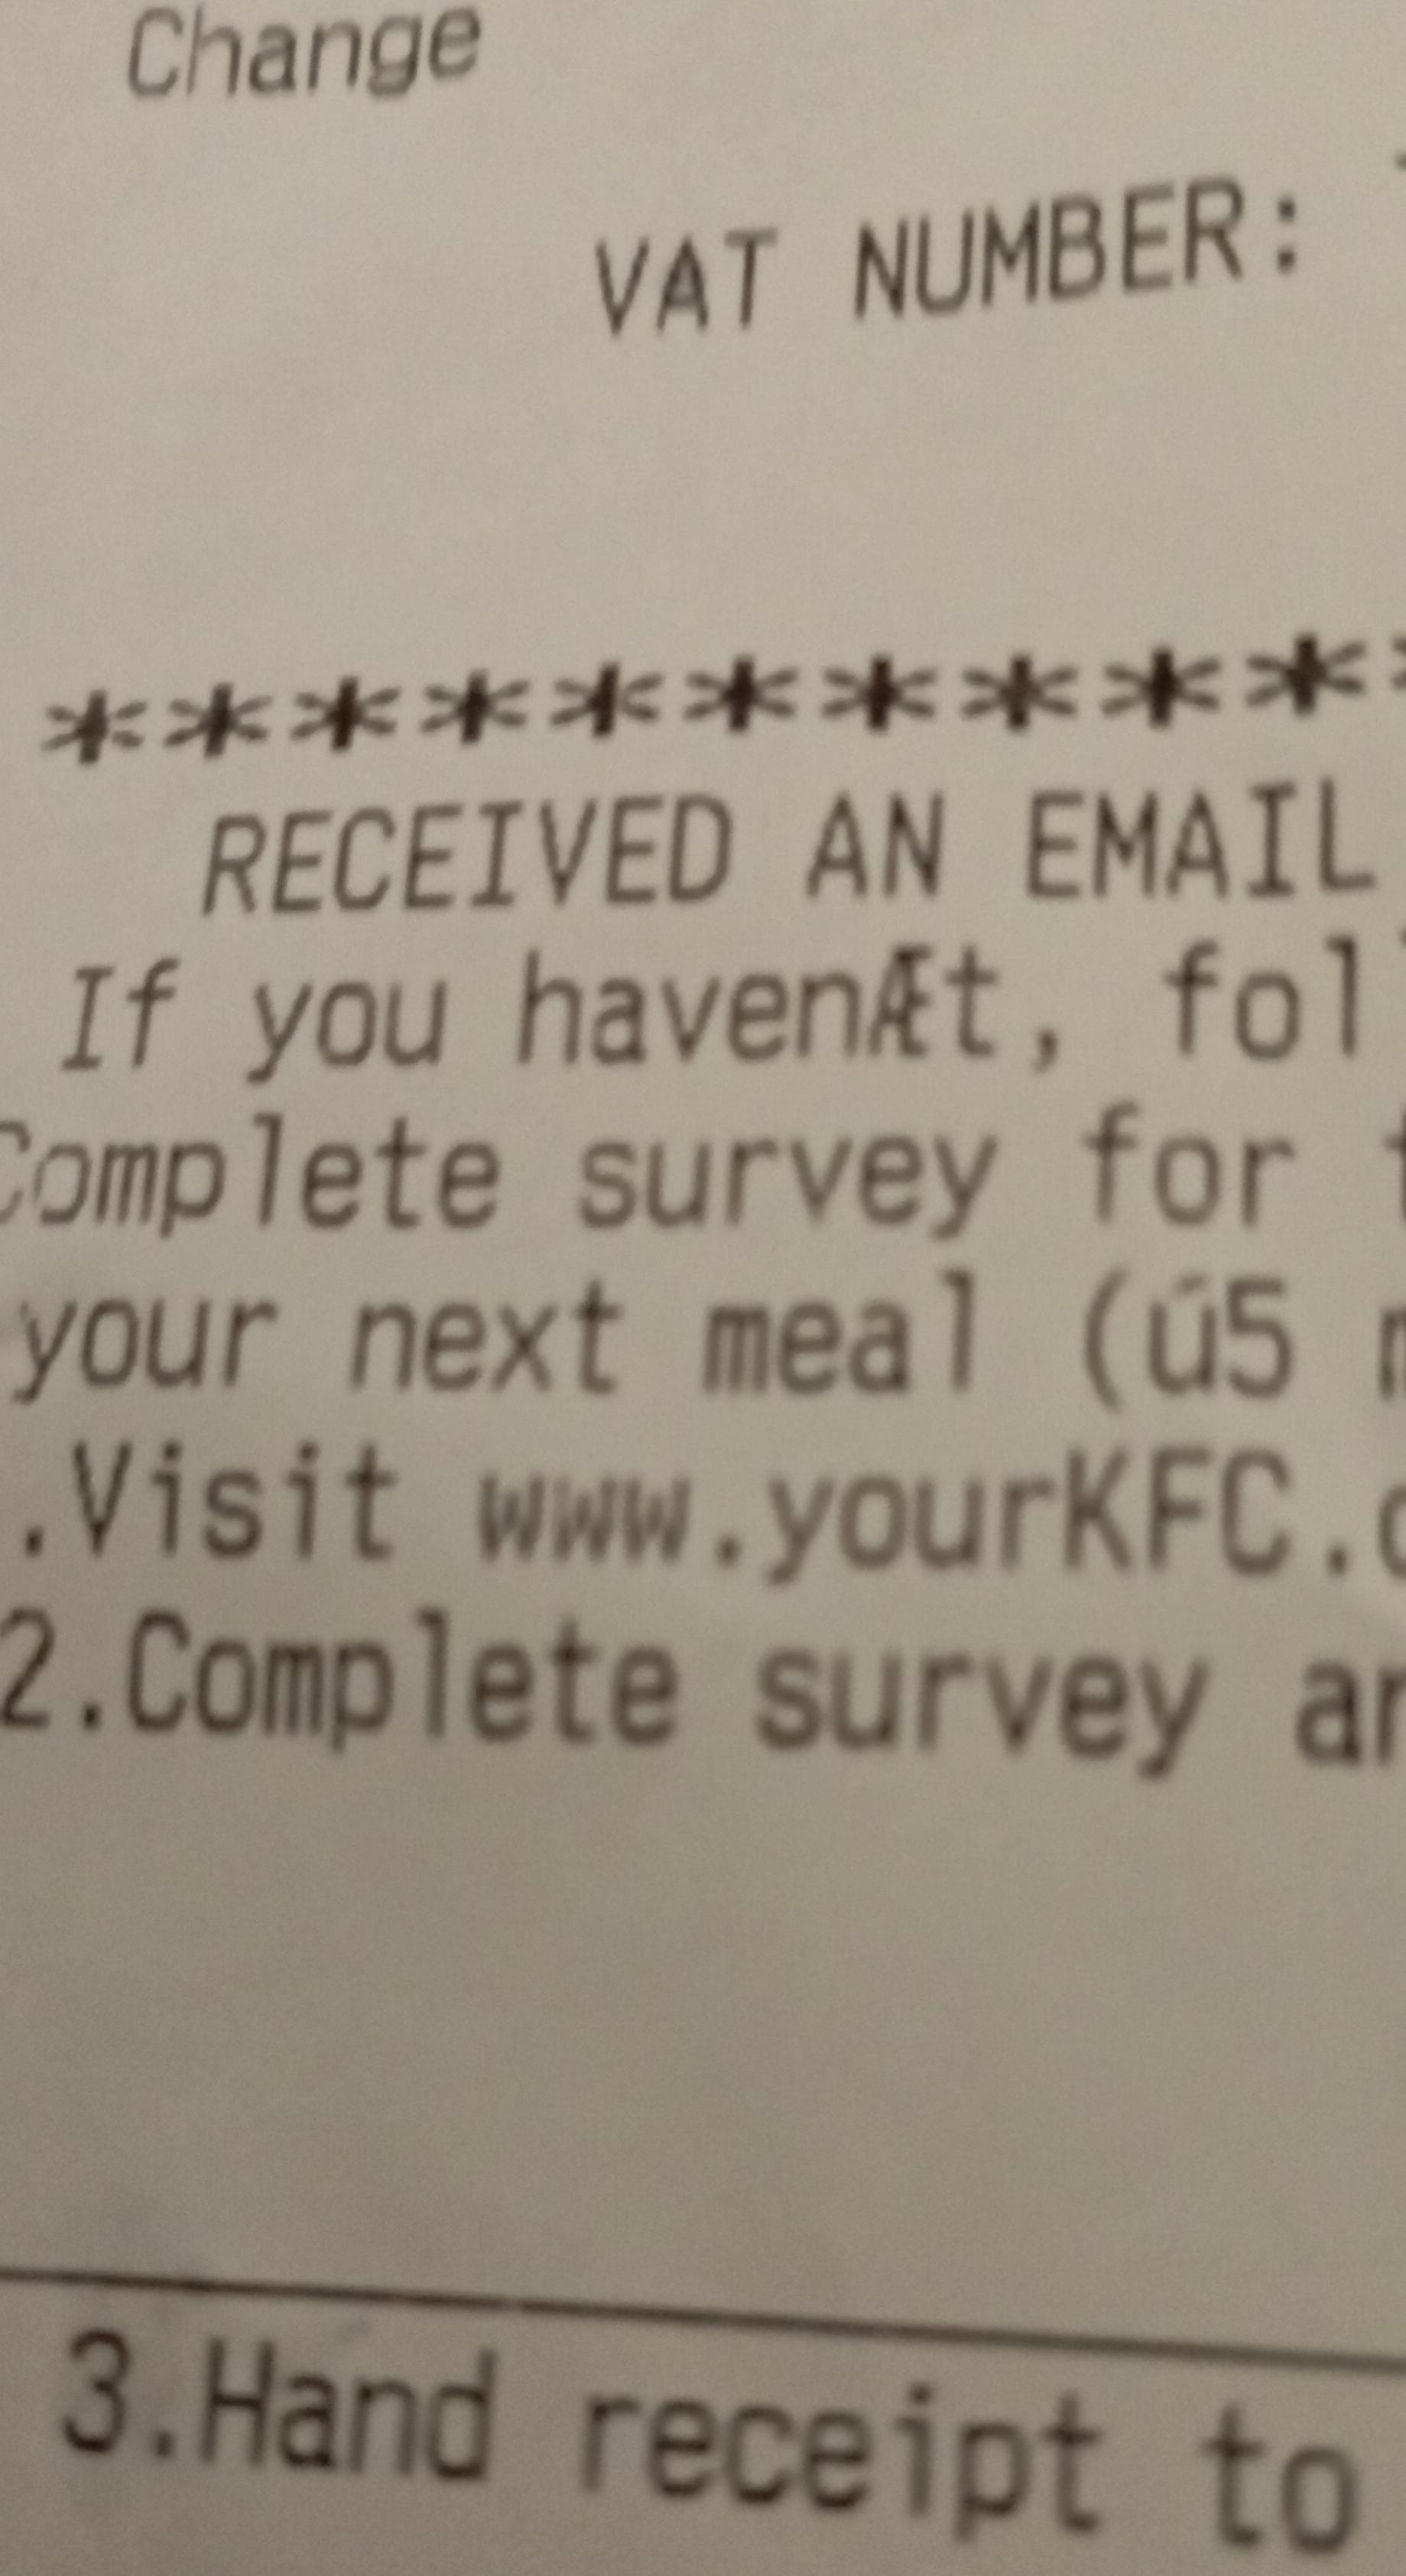 Change
VAT NUMBER:
**********
RECEIVED AN EMAIL
If you havenÆt, fol
Complete survey for
your next meal (ú5
.Visit www.yourKFC.
2.Complete survey an
3.Hand receipt to